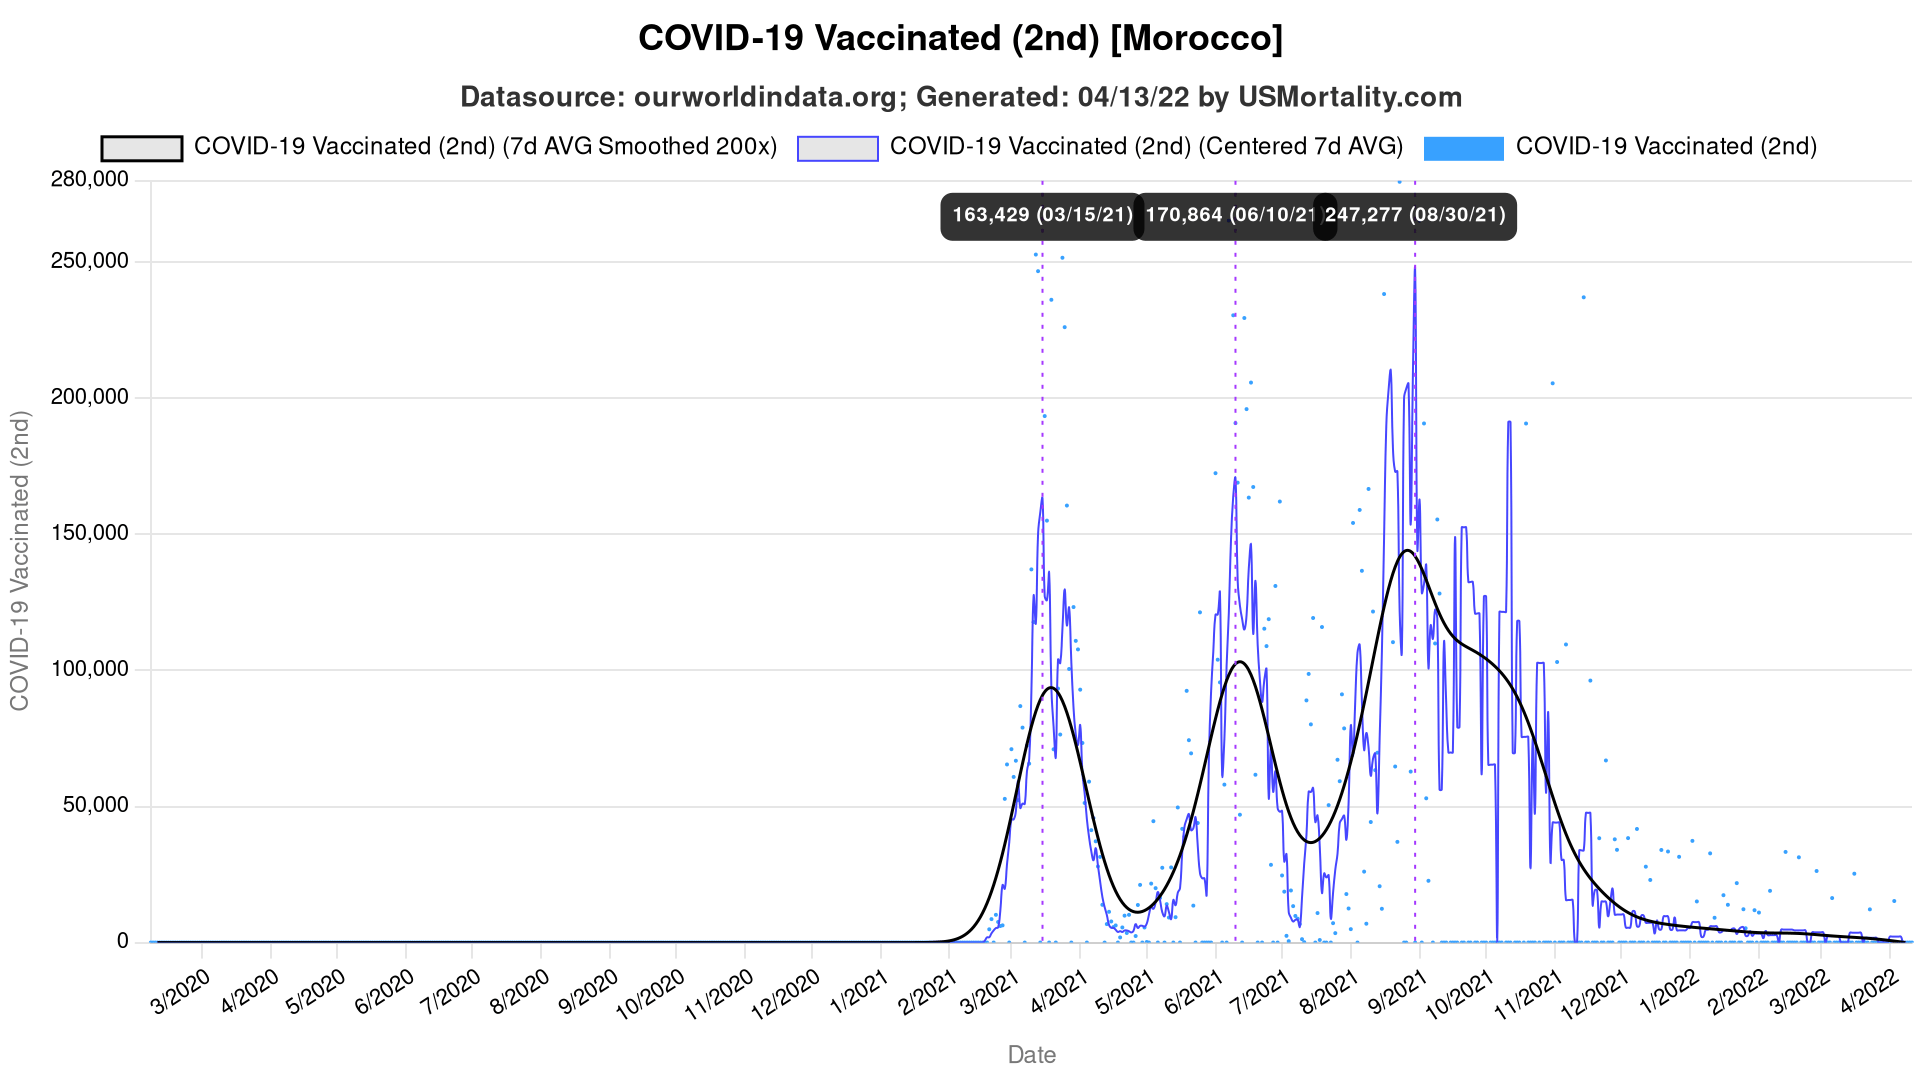 COVID-19 Vaccinated (2nd) [Morocco]
Datasource: ourworldindata.org; Generated: 04/13/22 by USMortality.com
COVID-19 Vaccinated (2nd) (7d AVG Smoothed 200x) COVID-19 Vaccinated (2nd) (Centered 7d AVG) COVID-19 Vaccinated (2nd)
280,000
163,429 (03/15/21) 170,864 (06/10/21) 247,277 (08/30/21)
250,000
200,000
150,000
100,000
50,000
0
COVID-19 Vaccinated (2nd)
3/2020 4/2020 5/2020 6/2020 7/2020 8/2020 9/2020 10/2020 11/2020 12/2020 1/2021 2/2021 3/2021 4/2021 5/2021 6/2021 7/2021 8/2021 9/2021 10/2021 11/2021 12/2021 1/2022 2/2022 3/2022 4/2022
Date